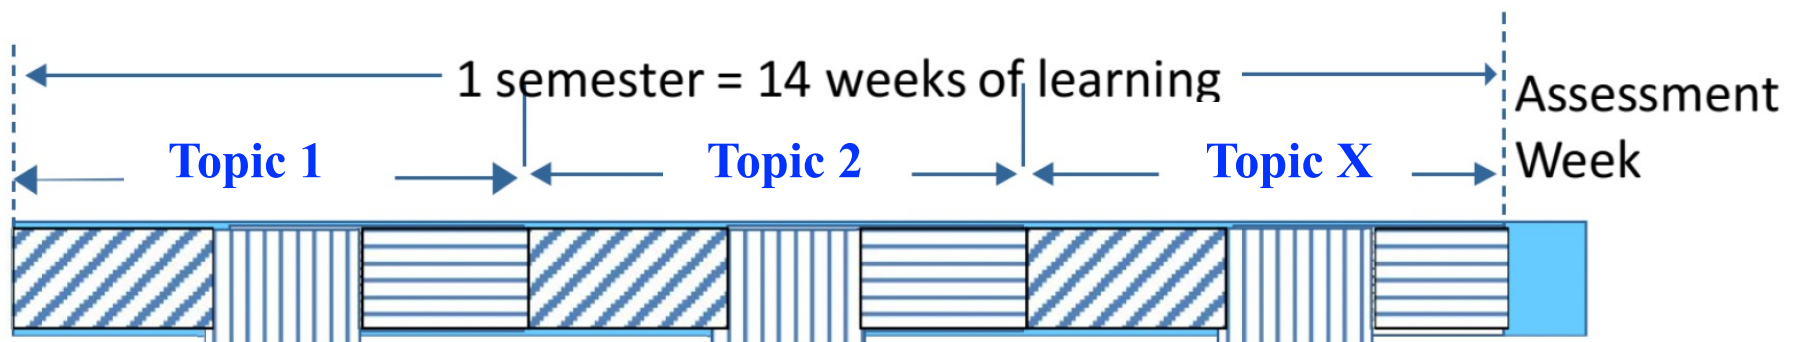 1 semester = 14 weeks of learning
Assessment
Week
Topic 1
Topic 2
Topic X